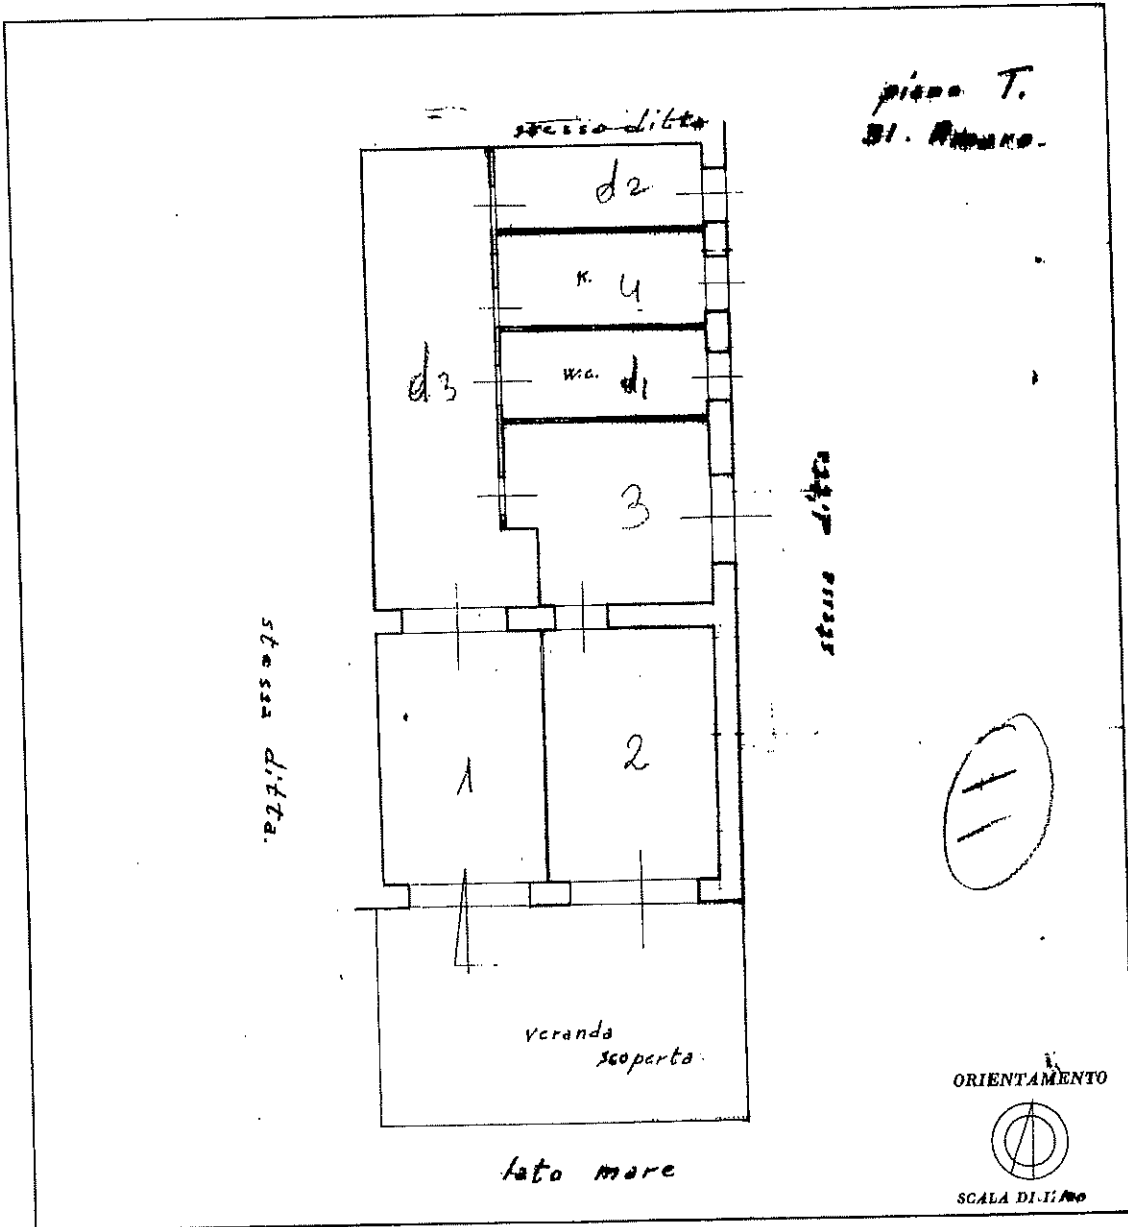 piano T.
stessa ditta
d2
K. 4
d3
w.c. d1
3
stessa ditta
stessa ditta.
1
2
veranda
scoperta.
ORIENTAMENTO
lato mare
SCALA DI 1: